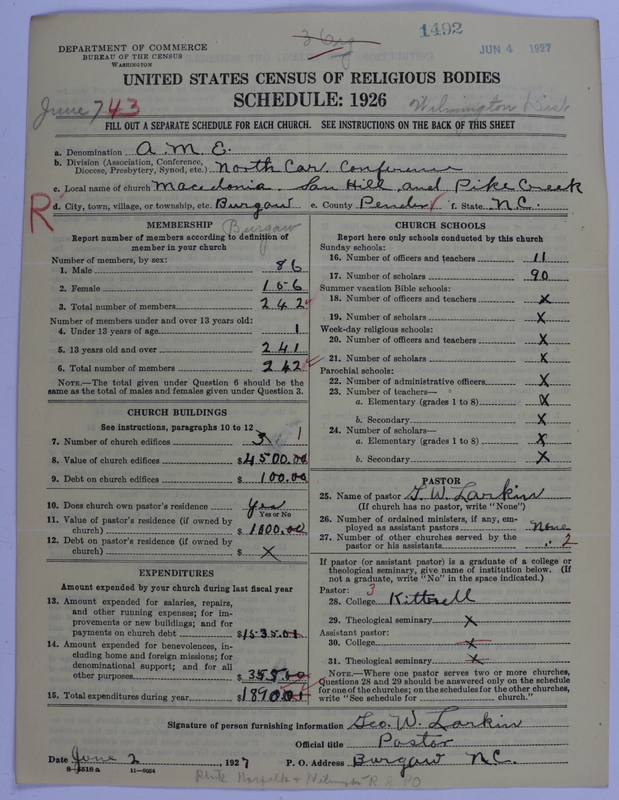 1492
JUN 4 1927
DEPARTMENT OF COMMERCE
BUREAU OF THE CENSUS
WASHINGTON
UNITED STATES CENSUS OF RELIGIOUS BODIES
SCHEDULE: 1926
June 7 43
Wilmington Dist
FILL OUT A SEPARATE SCHEDULE FOR EACH CHURCH. SEE INSTRUCTIONS ON THE BACK OF THIS SHEET
a. Denomination A.M.E.
b. Division (Association, Conference, Diocese, Presbytery, Synod, etc.) North Car. Conference
c. Local name of church Macedonia, San Hill and Pike Creek
R
d. City, town, village, or township, etc. Burgaw e. County Pender f. State N.C.
Burgaw
MEMBERSHIP
Report number of members according to definition of member in your church
Number of members, by sex:
1. Male 86
2. Female 156
3. Total number of members 242
Number of members under and over 13 years old:
4. Under 13 years of age 1
5. 13 years old and over 241
6. Total number of members 242
NOTE.—The total given under Question 6 should be the same as the total of males and females given under Question 3.
CHURCH BUILDINGS
See instructions, paragraphs 10 to 12
7. Number of church edifices 3 1
8. Value of church edifices $4500.00
9. Debt on church edifices $100.00
10. Does church own pastor's residence Yes
Yes or No
11. Value of pastor's residence (if owned by church) $1000.00
12. Debt on pastor's residence (if owned by church) $ X
EXPENDITURES
Amount expended by your church during last fiscal year
13. Amount expended for salaries, repairs, and other running expenses; for improvements or new buildings; and for payments on church debt $1535.01
14. Amount expended for benevolences, including home and foreign missions; for denominational support; and for all other purposes $355.00
15. Total expenditures during year $1890.01
CHURCH SCHOOLS
Report here only schools conducted by this church
Sunday schools:
16. Number of officers and teachers 11
17. Number of scholars 90
Summer vacation Bible schools:
18. Number of officers and teachers X
19. Number of scholars X
Week-day religious schools:
20. Number of officers and teachers X
21. Number of scholars X
Parochial schools:
22. Number of administrative officers X
23. Number of teachers—
a. Elementary (grades 1 to 8) X
b. Secondary X
24. Number of scholars—
a. Elementary (grades 1 to 8) X
b. Secondary X
PASTOR
25. Name of pastor G. W. Larkin
(If church has no pastor, write "None")
26. Number of ordained ministers, if any, employed as assistant pastors None
27. Number of other churches served by the pastor or his assistants " 2
If pastor (or assistant pastor) is a graduate of a college or theological seminary, give name of institution below. (If not a graduate, write "No" in the space indicated.)
Pastor: 3
28. College Kittrell
29. Theological seminary X
Assistant pastor:
30. College X
31. Theological seminary X
NOTE.—Where one pastor serves two or more churches, Question 28 and 29 should be answered only on the schedule for one of the churches; on the schedules for the other churches, write "See schedule for church."
Signature of person furnishing information Geo. W. Larkin
Official title Pastor
Date June 2, 1927 P. O. Address Burgaw N.C.
8-4518a 11-9034